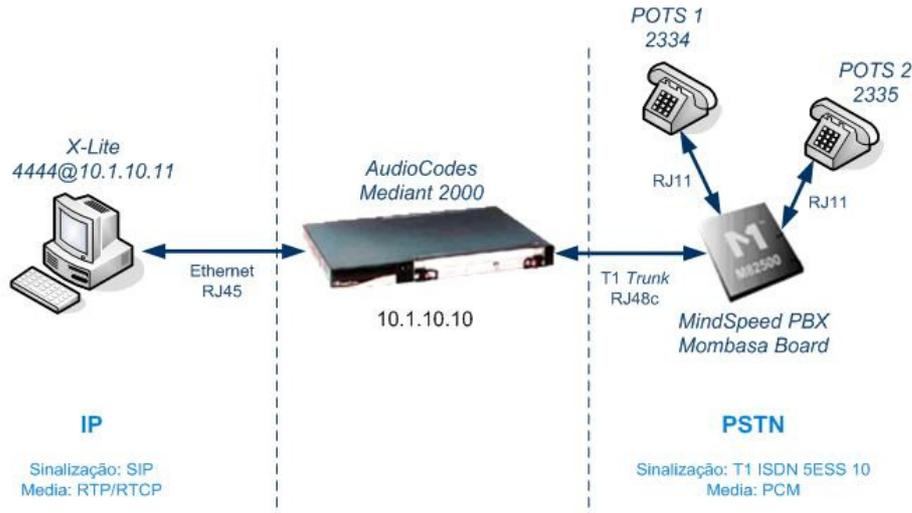 POTS 1
2334
POTS 2
2335
X-Lite
4444@10.1.10.11
AudioCodes
Mediant 2000
RJ11
RJ11
M
M82500
Ethernet
RJ45
T1 Trunk
RJ48c
10.1.10.10
MindSpeed PBX
Mombasa Board
IP
PSTN
Sinalização: SIP
Media: RTP/RTCP
Sinalização: T1 ISDN 5ESS 10
Media: PCM